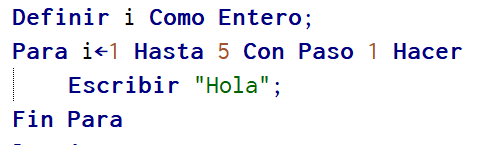 Definir i Como Entero;
Para i←1 Hasta 5 Con Paso 1 Hacer
Escribir "Hola";
Fin Para